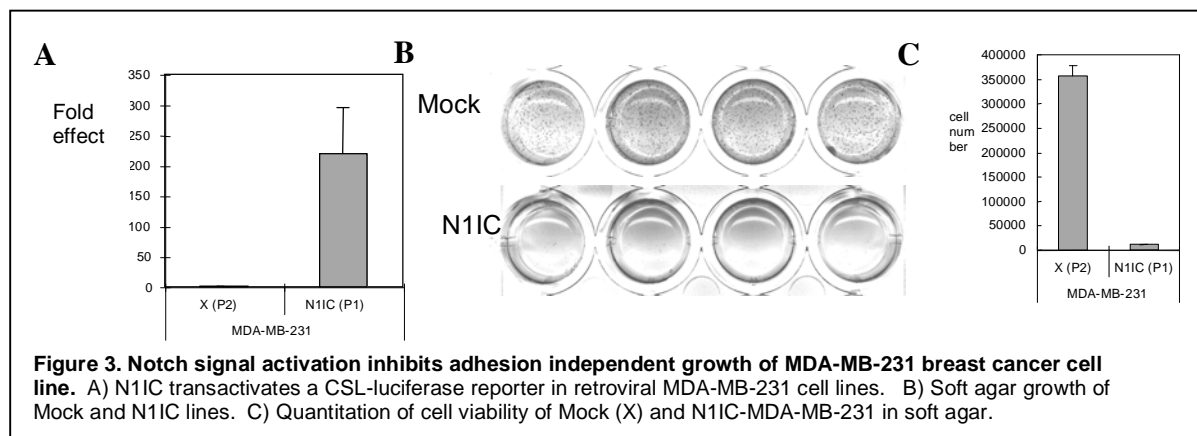 A
B
C
Fold
effect
350
300
250
200
150
100
50
0
X (P2)
N1IC (P1)
MDA-MB-231
Mock
N1IC
cell
num
ber
400000
350000
300000
250000
200000
150000
100000
50000
0
X (P2)
N1IC (P1)
MDA-MB-231
Figure 3. Notch signal activation inhibits adhesion independent growth of MDA-MB-231 breast cancer cell
line. A) N1IC transactivates a CSL-luciferase reporter in retroviral MDA-MB-231 cell lines. B) Soft agar growth of
Mock and N1IC lines. C) Quantitation of cell viability of Mock (X) and N1IC-MDA-MB-231 in soft agar.